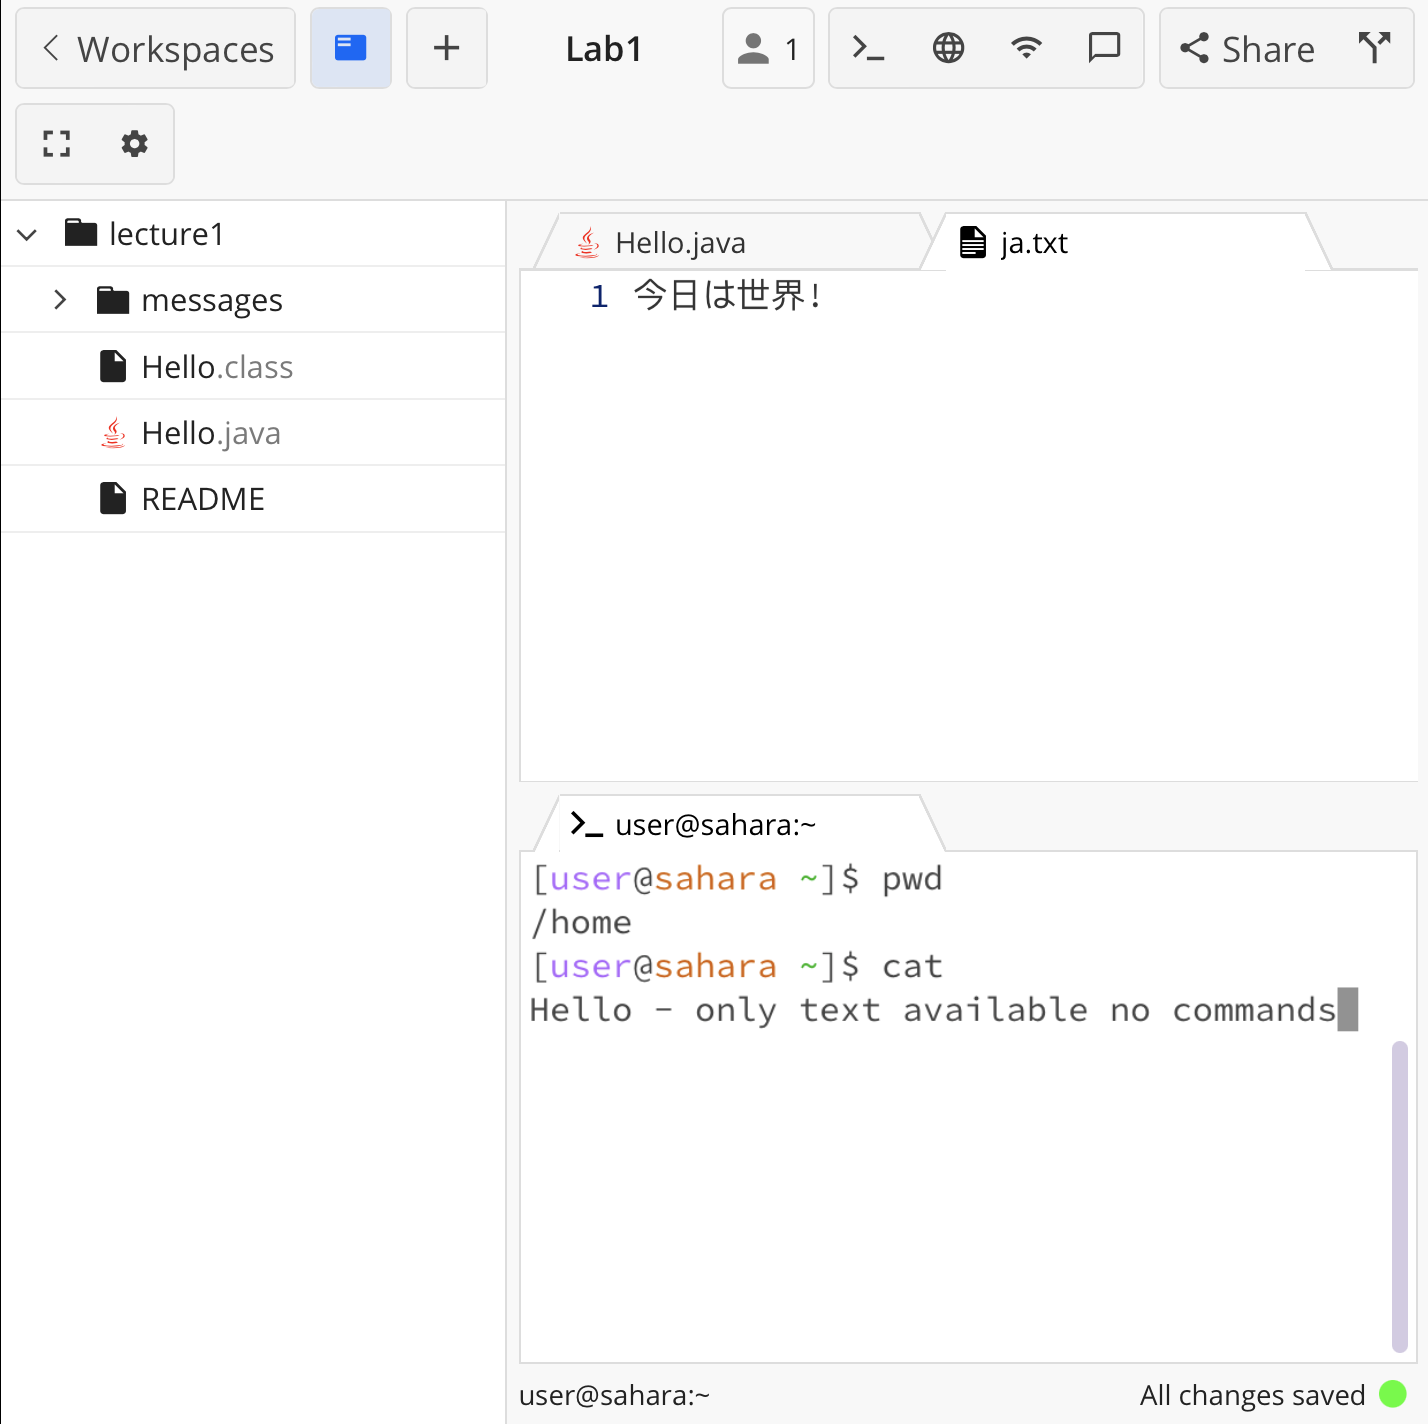 Workspaces
Lab1
1
Share
lecture1
messages
Hello.class
Hello.java
README
Hello.java
ja.txt
1 今日は世界!
user@sahara:~
[user@sahara ~]$ pwd
/home
[user@sahara ~]$ cat
Hello - only text available no commands
user@sahara:~
All changes saved